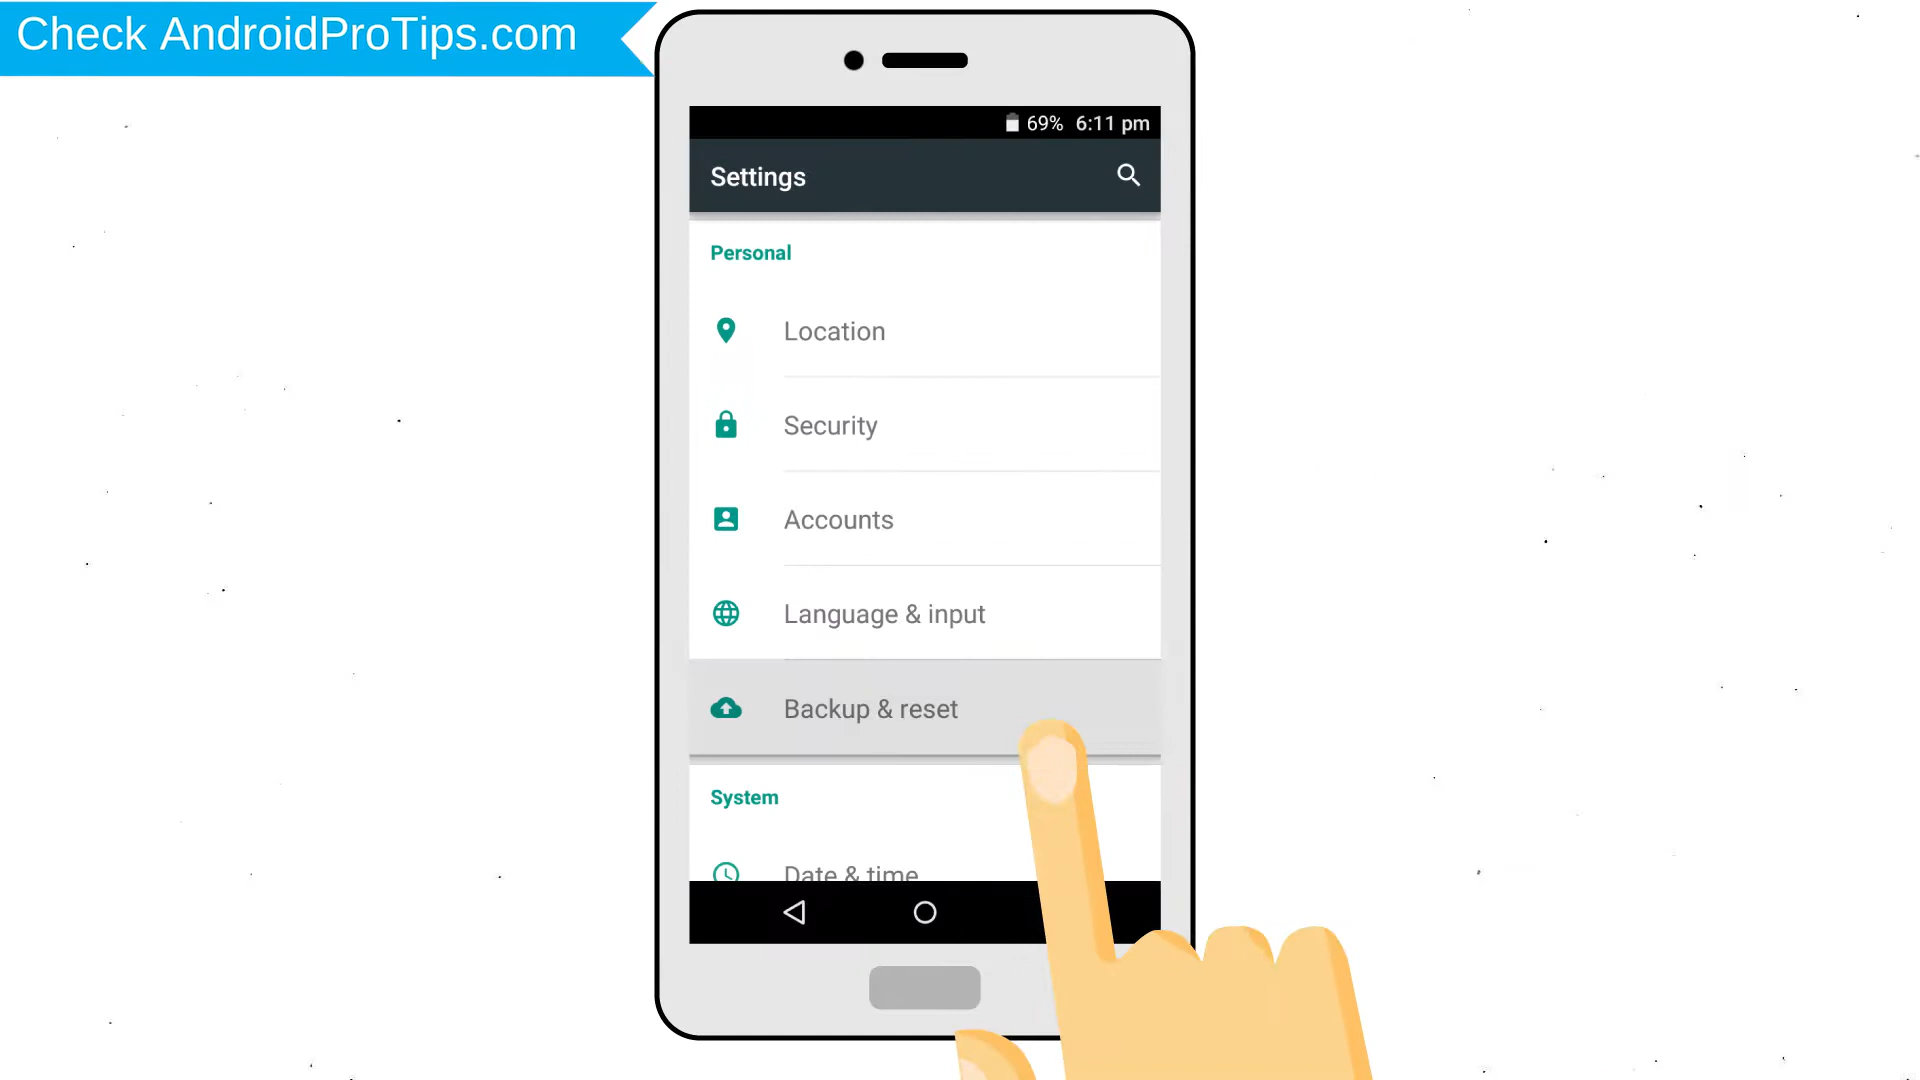 Check AndroidProTips.com
69% 6:11 pm
Settings
Personal
Location
Security
Accounts
Language & input
Backup & reset
System
Date & time